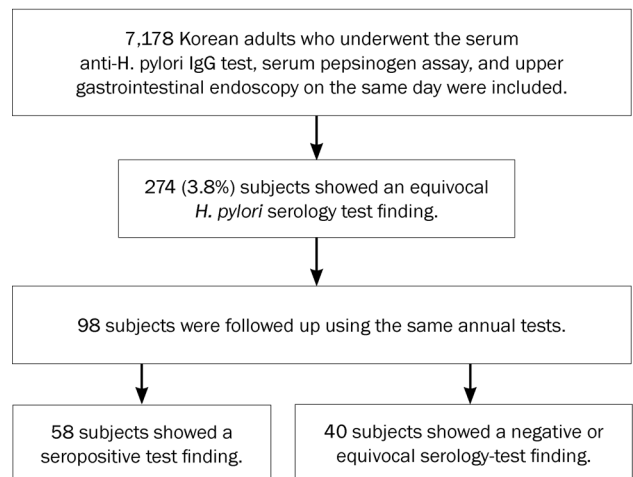 7,178 Korean adults who underwent the serum
anti-H. pylori IgG test, serum pepsinogen assay, and upper
gastrointestinal endoscopy on the same day were included.
274 (3.8%) subjects showed an equivocal
H. pylori serology test finding.
98 subjects were followed up using the same annual tests.
58 subjects showed a
seropositive test finding.
40 subjects showed a negative or
equivocal serology-test finding.